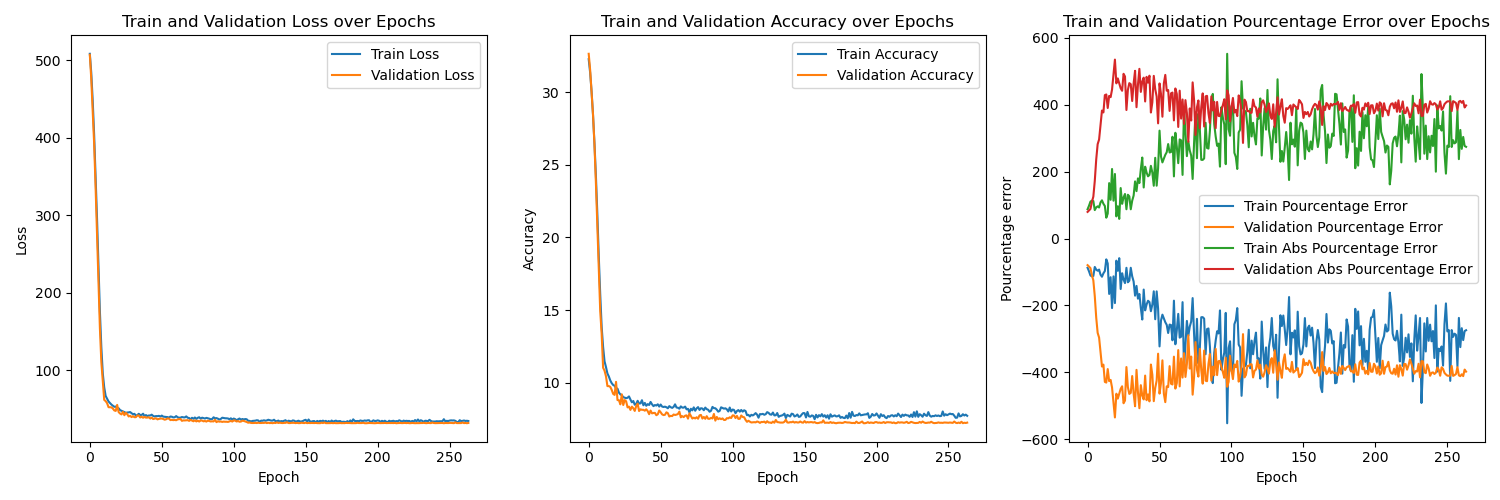 Train and Validation Loss over Epochs
Loss
500
400
300
200
100
0
50
100
150
200
250
Epoch
Train Loss
Validation Loss
Train and Validation Accuracy over Epochs
Accuracy
30
25
20
15
10
0
50
100
150
200
250
Epoch
Train Accuracy
Validation Accuracy
Train and Validation Pourcentage Error over Epochs
Pourcentage error
600
400
200
0
−200
−400
−600
0
50
100
150
200
250
Epoch
Train Pourcentage Error
Validation Pourcentage Error
Train Abs Pourcentage Error
Validation Abs Pourcentage Error